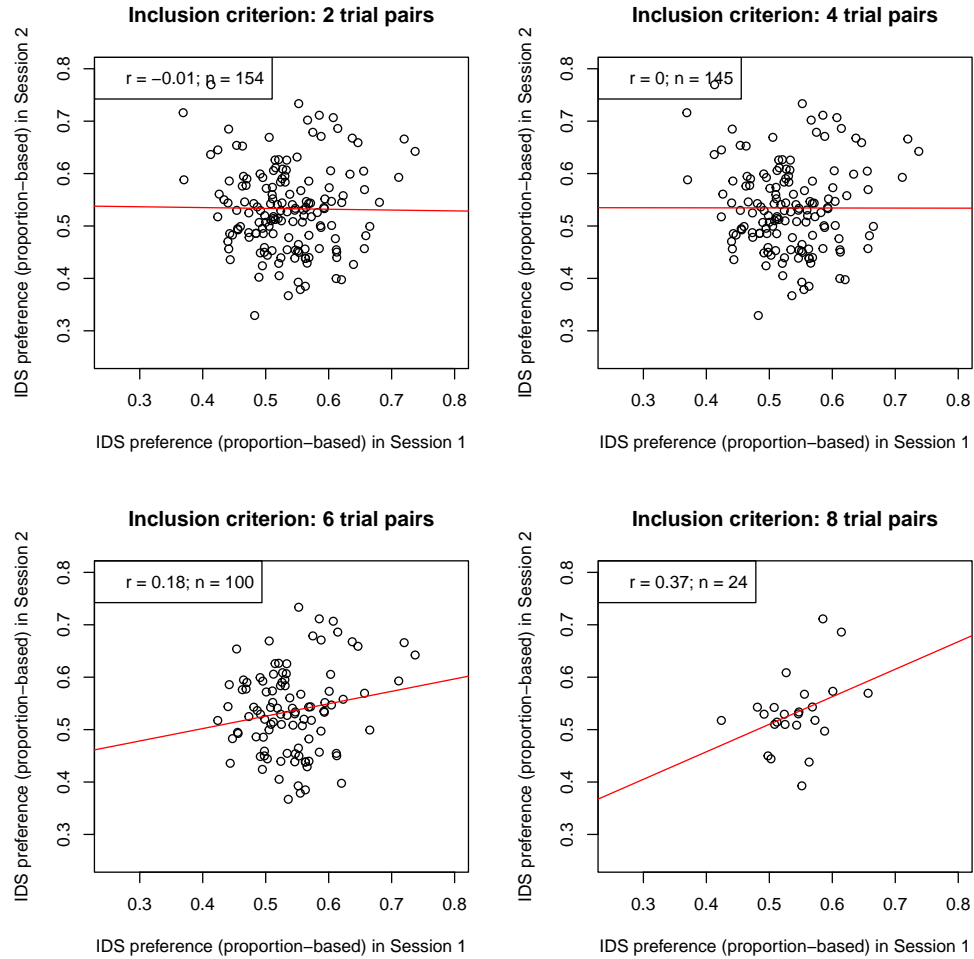 Inclusion criterion: 2 trial pairs
IDS preference (proportion−based) in Session 2
0.8
0.7
0.6
0.5
0.4
0.3
r = −0.01; n = 154
0.3 0.4 0.5 0.6 0.7 0.8
IDS preference (proportion−based) in Session 1
Inclusion criterion: 4 trial pairs
IDS preference (proportion−based) in Session 2
0.8
0.7
0.6
0.5
0.4
0.3
r = 0; n = 145
0.3 0.4 0.5 0.6 0.7 0.8
IDS preference (proportion−based) in Session 1
Inclusion criterion: 6 trial pairs
IDS preference (proportion−based) in Session 2
0.8
0.7
0.6
0.5
0.4
0.3
r = 0.18; n = 100
0.3 0.4 0.5 0.6 0.7 0.8
IDS preference (proportion−based) in Session 1
Inclusion criterion: 8 trial pairs
IDS preference (proportion−based) in Session 2
0.8
0.7
0.6
0.5
0.4
0.3
r = 0.37; n = 24
0.3 0.4 0.5 0.6 0.7 0.8
IDS preference (proportion−based) in Session 1